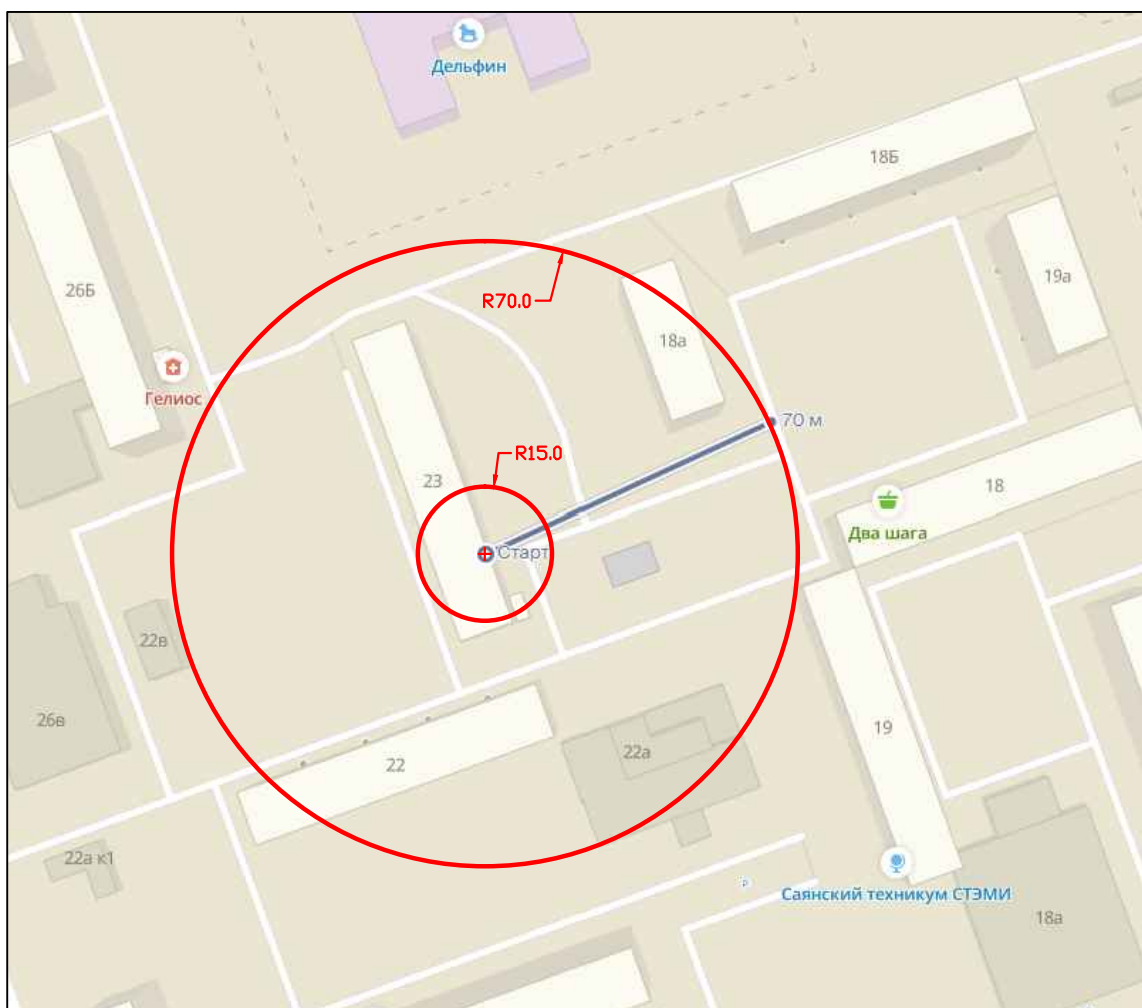 Дельфин
18Б
26Б
19а
R70.0
18а
Гелиос
70 м
R15.0
23
18
Два шага
Старт
22в
26в
19
22а
22
22а к1
Р
Саянский техникум СТЭМИ
18а